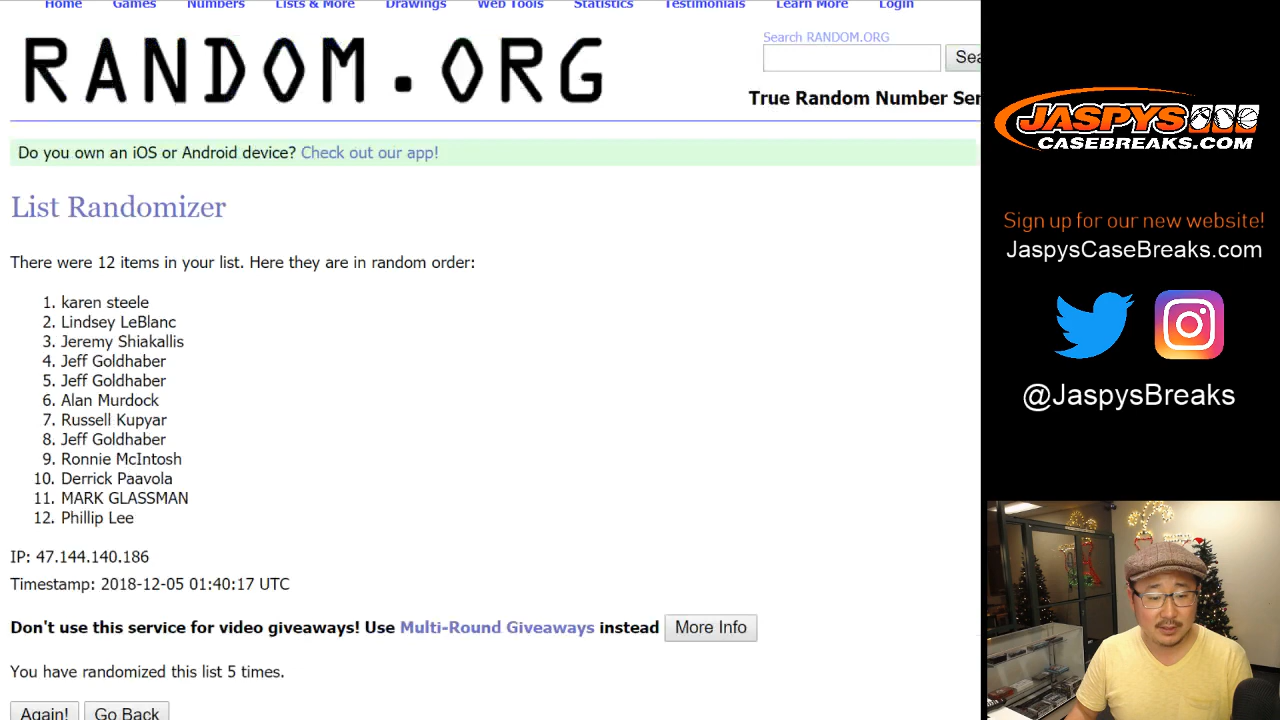 Home Games Numbers Lists & More Drawings Web Tools Statistics Testimonials Learn More Login
RANDOM.ORG
Search RANDOM.ORG
True Random Number
Do you own an iOS or Android device? Check out our app!
List Randomizer
There were 12 items in your list. Here they are in random order:
1. karen steele
2. Lindsey LeBlanc
3. Jeremy Shiakallis
4. Jeff Goldhaber
5. Jeff Goldhaber
6. Alan Murdock
7. Russell Kupyar
8. Jeff Goldhaber
9. Ronnie McIntosh
10. Derrick Paavola
11. MARK GLASSMAN
12. Phillip Lee
IP: 47.144.140.186
Timestamp: 2018-12-05 01:40:17 UTC
Don't use this service for video giveaways! Use Multi-Round Giveaways instead More Info
You have randomized this list 5 times.
Again! Go Back
JASPYS
CASEBREAKS.COM
Sign up for our new website!
JaspysCaseBreaks.com
@JaspysBreaks